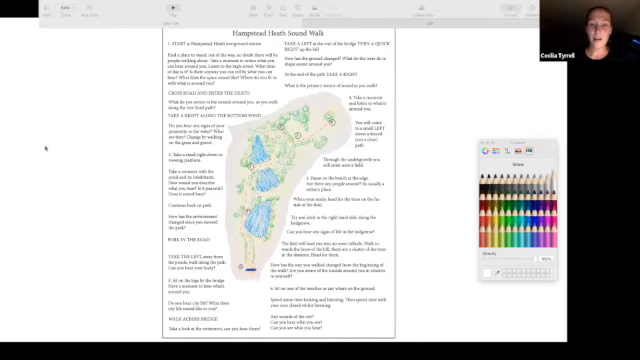 Hampstead Heath Sound Walk
1. START at Hampstead Heath overground station
Find a place to stand, out of the way, no doubt there will be
people walking about. Take a moment to notice what you
can hear around you. Listen to the high-street. What time
of day is it? Is there anyway you can tell by what you can
hear? What does the space sound like? Where do you fit in
with what is around you?
CROSS ROAD AND ENTER THE HEATH
What do you notice to the sounds around you as you walk
along the tree-lined path?
TAKE A RIGHT ALONG THE BOTTOM POND
Do you hear any signs of your
proximity to the water? What
are they? Change by walking
on the grass and gravel.
2. Take a small right down to
viewing platform.
Take a moment with the
pond and its inhabitants.
How would you describe
what you hear? Is it peaceful?
Does it sound busy?
Continue back on path.
How has the environment
changed since you entered
the path?
FORK IN THE ROAD
TAKE THE LEFT, away from
the ponds, walk along the path.
Can you hear your body?
3. Sit on the logs by the bridge
Have a moment to hear where
around you.
Do you hear city life? What does
city life sound like to you?
WALK ACROSS BRIDGE
Take a look at the extensive, can you hear them?
TAKE A LEFT at the end of the bridge THEN A QUICK
RIGHT up the hill.
How has the ground changed? What do the trees do to
shape sound around you?
At the end of the path TAKE A RIGHT
What is the primary source of sound as you walk?
4. Take a moment
and listen to what is
around you.
You will come
to a small LEFT
down a fenced
(not a clear)
path.
Through the undergrowth you
will enter onto a field.
5. Pause on the bench at the edge.
Are there any people around? Its usually a
solitary place.
When your ready, head for the trees on the far
side of the field.
Try and stick to the right hand side, along the
hedgerow.
Can you hear any signs of life in the hedgerow?
The field will lead you into an open hillside. Walk to-
wards the brow of the hill, there are a cluster of trees
in the distance. Head for them.
How has the way you walked changed from the beginning of
the walk? Are you aware of the sounds around you in relation
to yourself?
6. Sit on one of the benches or any where on the ground.
Spend some time looking and listening. Then spend time with
your eyes closed whilst listening.
Any sounds of the city?
Can you hear what you see?
Can you see what you hear?
Cecilia Tyrrell
Colours
Snow
Opacity
100%